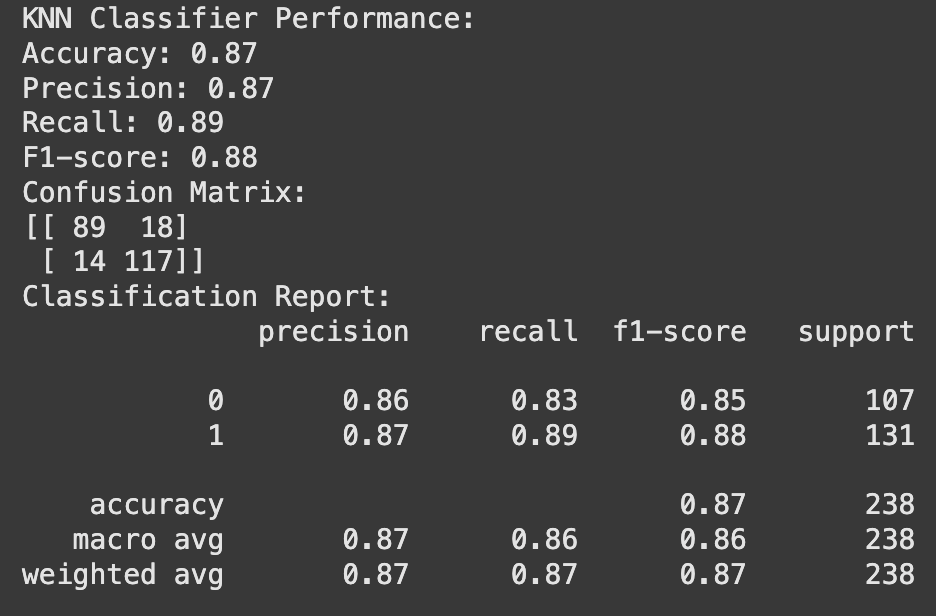 KNN Classifier Performance:
Accuracy: 0.87
Precision: 0.87
Recall: 0.89
F1-score: 0.88
Confusion Matrix:
[[ 89  18]
 [ 14 117]]
Classification Report:
              precision    recall  f1-score   support

           0       0.86      0.83      0.85       107
           1       0.87      0.89      0.88       131

    accuracy                           0.87       238
   macro avg       0.87      0.86      0.86       238
weighted avg       0.87      0.87      0.87       238